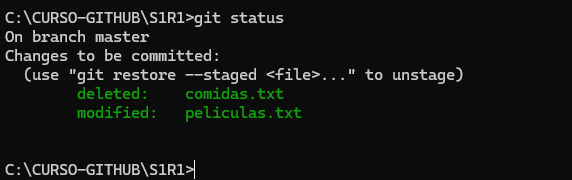 C:\CURSO-GITHUB\S1R1>git status
On branch master
Changes to be committed:
  (use "git restore --staged <file>..." to unstage)
        deleted:    comidas.txt
        modified:   peliculas.txt
C:\CURSO-GITHUB\S1R1>